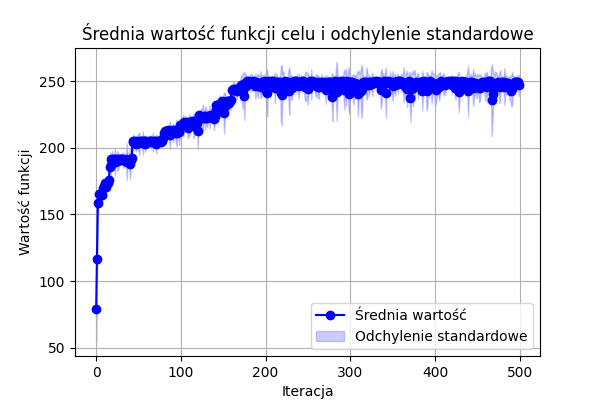 Średnia wartość funkcji celu i odchylenie standardowe
250
200
150
100
50
Wartość funkcji
0 100 200 300 400 500
Iteracja
Średnia wartość
Odchylenie standardowe